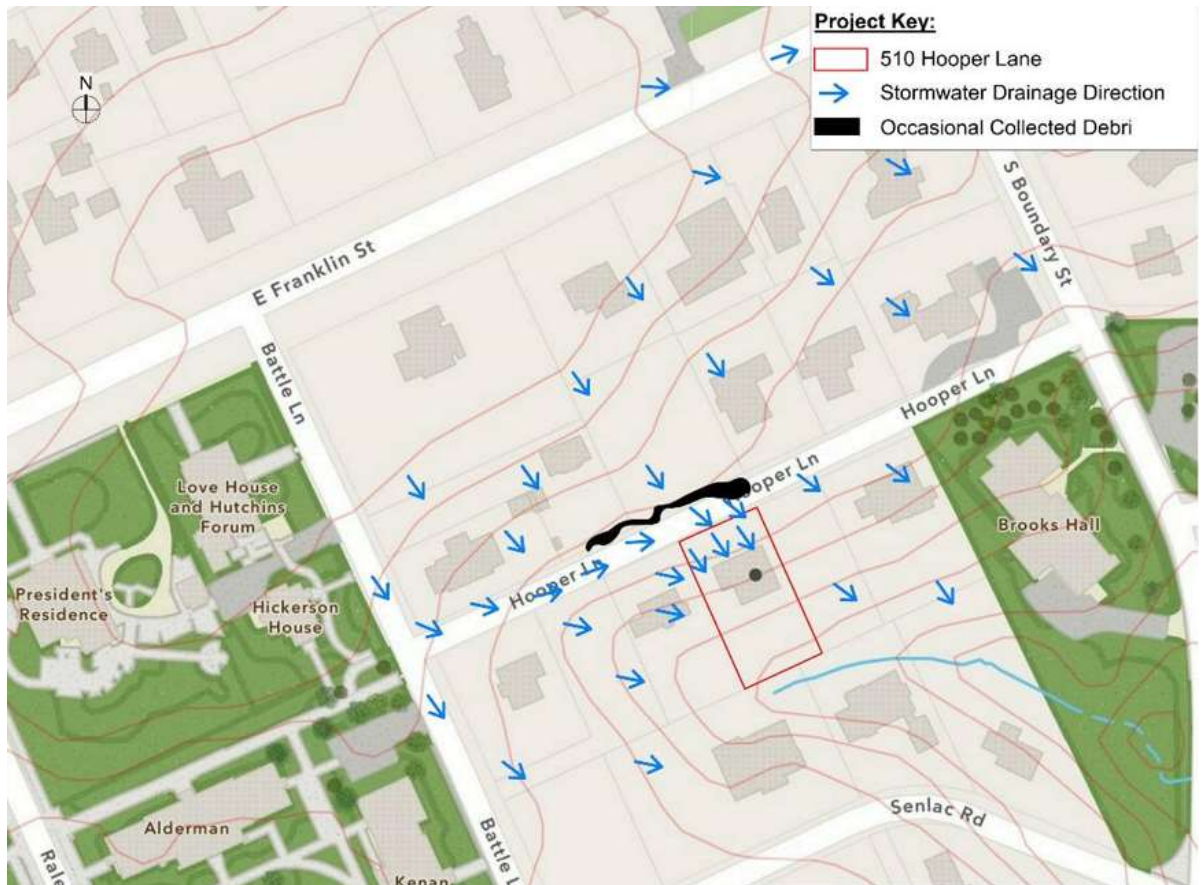 Project Key:
510 Hooper Lane
Stormwater Drainage Direction
Occasional Collected Debri
N
S Boundary St
E Franklin St
Battle Ln
Hooper Ln
Love House
and Hutchins
Forum
Hooper Ln
Brooks Hall
President's
Residence
Hickerson
House
Hooper Ln
Senlac Rd
Alderman
Battle L
Kenan
Rale